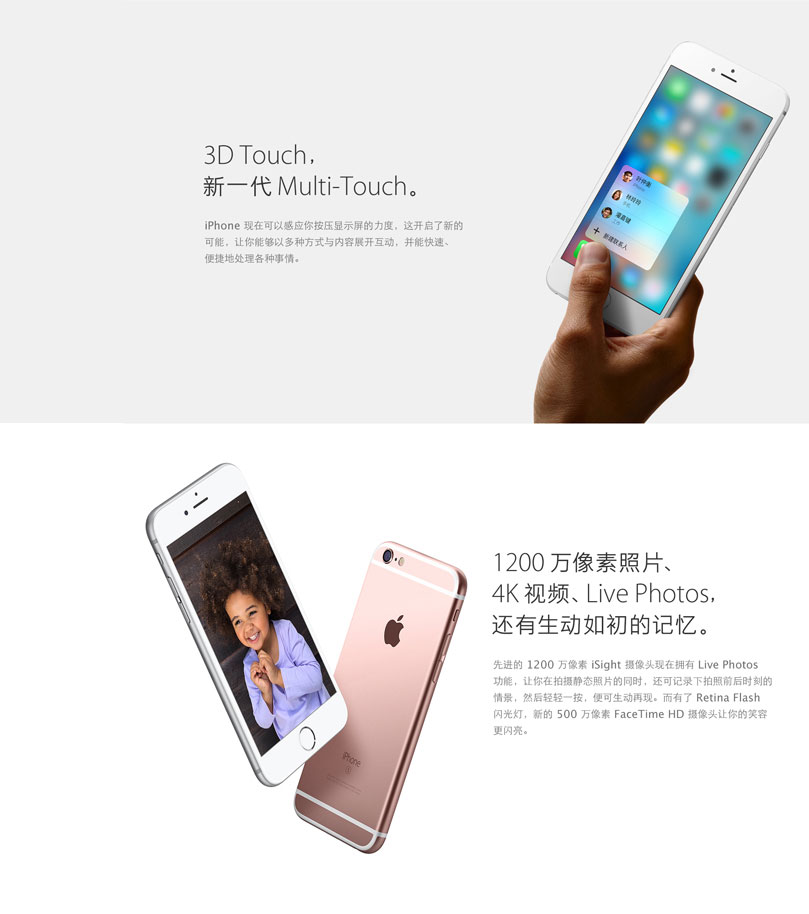 3D Touch，
新一代 Multi-Touch。
iPhone 现在可以感应你按压显示屏的力度，这开启了新的
可能，让你能够以多种方式与内容展开互动，并能快速、
便捷地处理各种事情。
iPhone
新建联系人
1200 万像素照片、
4K 视频、Live Photos，
还有生动如初的记忆。
先进的 1200 万像素 iSight 摄像头现在拥有 Live Photos
功能，让你在拍摄静态照片的同时，还可记录下拍照前后时刻的
情景，然后轻轻一按，便可生动再现。而有了 Retina Flash
闪光灯，新的 500 万像素 FaceTime HD 摄像头让你的笑容
更闪亮。
iPhone
S